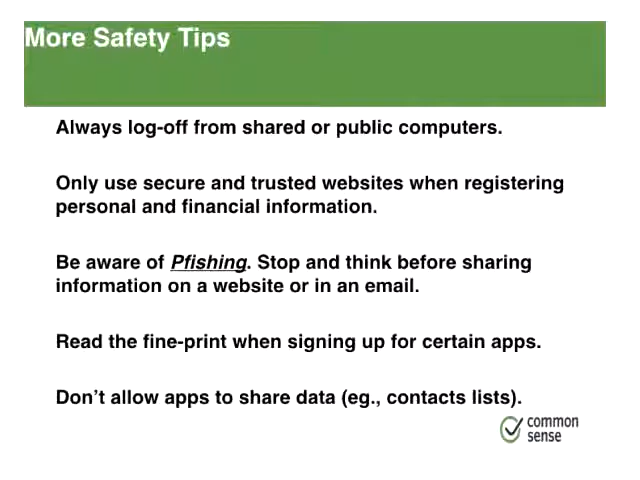 More Safety Tips
Always log-off from shared or public computers.
Only use secure and trusted websites when registering
personal and financial information.
Be aware of Pfishing. Stop and think before sharing
information on a website or in an email.
Read the fine-print when signing up for certain apps.
Don’t allow apps to share data (eg., contacts lists).
common
sense